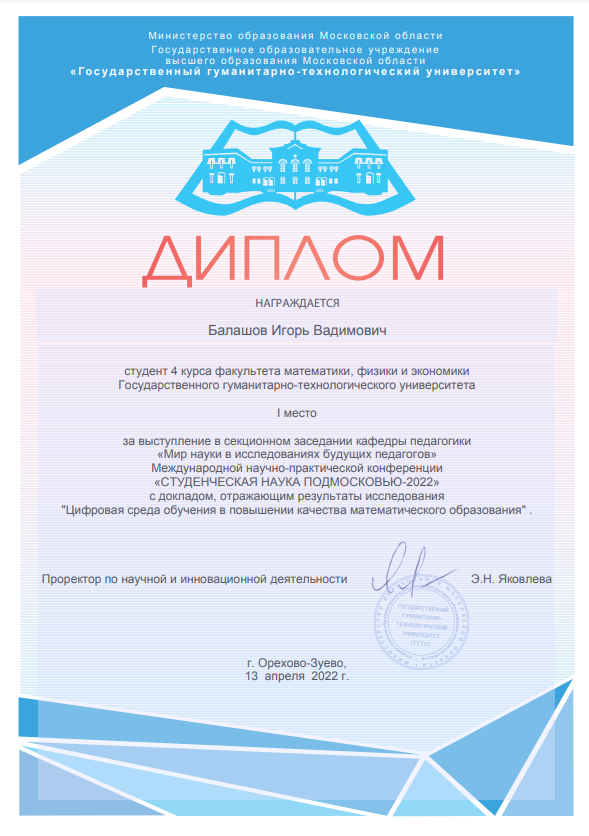 Министерство образования Московской области
Государственное образовательное учреждение
высшего образования Московской области
«Государственный гуманитарно-технологический университет»
ДИПЛОМ
НАГРАЖДАЕТСЯ
Балашов Игорь Вадимович
студент 4 курса факультета математики, физики и экономики
Государственного гуманитарно-технологического университета
I место
за выступление в секционном заседании кафедры педагогики
«Мир науки в исследованиях будущих педагогов»
Международной научно-практической конференции
«СТУДЕНЧЕСКАЯ НАУКА ПОДМОСКОВЬЮ-2022»
с докладом, отражающим результаты исследования
"Цифровая среда обучения в повышении качества математического образования" .
Проректор по научной и инновационной деятельности Э.Н. Яковлева
ГОСУДАРСТВЕННЫЙ
ГУМАНИТАРНО-
ТЕХНОЛОГИЧЕСКИЙ
УНИВЕРСИТЕТ
(ГГТУ)
г. Орехово-Зуево,
13 апреля 2022 г.